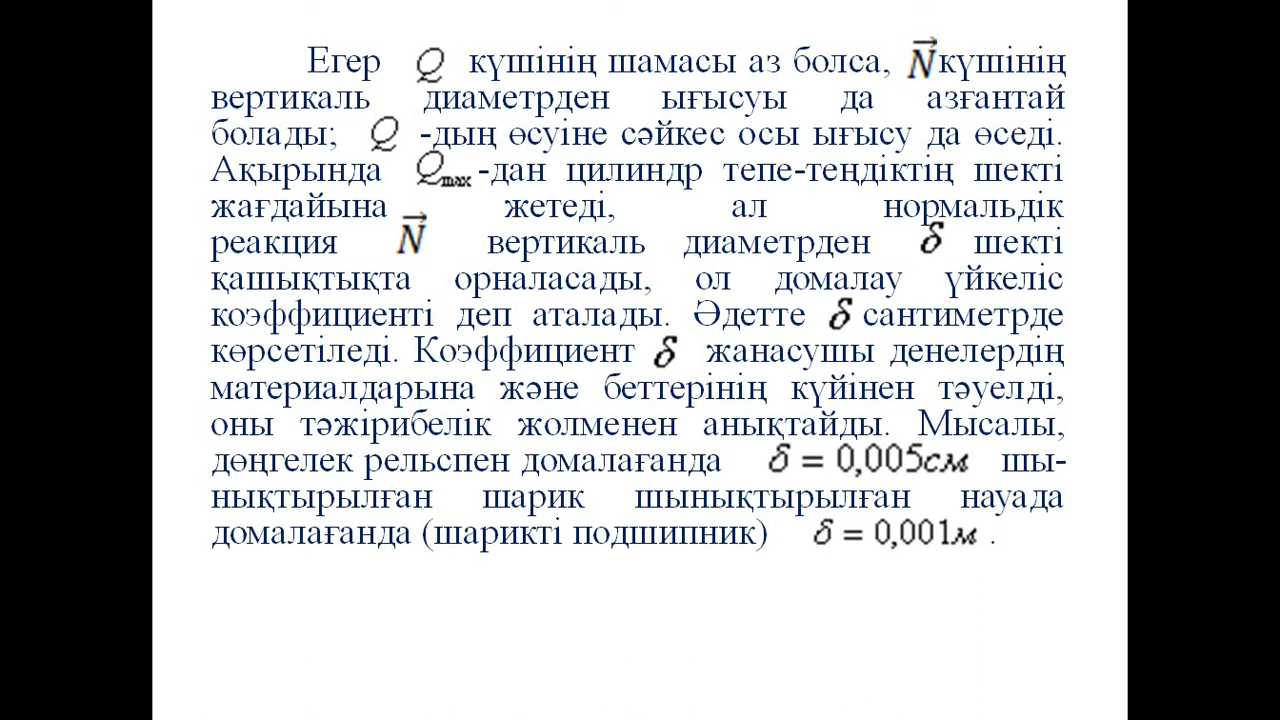 Егер Q күшінің шамасы аз болса, N⃗ күшінің
вертикаль диаметрден ығысуы да азғантай
болады; Q -дың өсуіне сәйкес осы ығысу да өседі.
Ақырында Qmax -дан цилиндр тепе-теңдіктің шекті
жағдайына жетеді, ал нормальдік
реакция N⃗ вертикаль диаметрден δ шекті
қашықтықта орналасады, ол домалау үйкеліс
коэффициенті деп аталады. Әдетте δ сантиметрде
көрсетіледі. Коэффициент δ жанасушы денелердің
материалдарына және беттерінің күйінен тәуелді,
оны тәжірибелік жолменен анықтайды. Мысалы,
дөңгелек рельспен домалағанда δ = 0,005см шы-
нықтырылған шарик шынықтырылған науада
домалағанда (шарикті подшипник) δ = 0,001м .